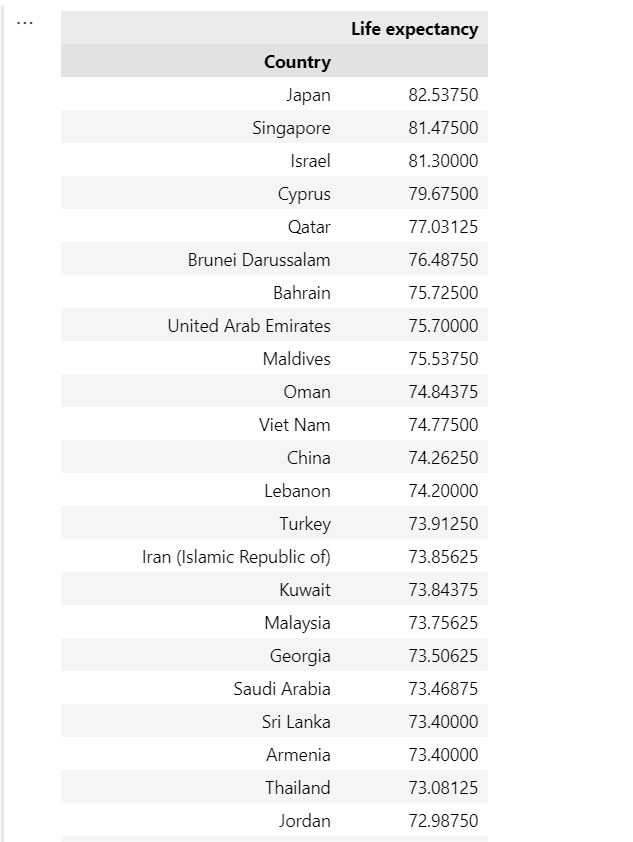 ...
Life expectancy
Country
Japan 82.53750
Singapore 81.47500
Israel 81.30000
Cyprus 79.67500
Qatar 77.03125
Brunei Darussalam 76.48750
Bahrain 75.72500
United Arab Emirates 75.70000
Maldives 75.53750
Oman 74.84375
Viet Nam 74.77500
China 74.26250
Lebanon 74.20000
Turkey 73.91250
Iran (Islamic Republic of) 73.85625
Kuwait 73.84375
Malaysia 73.75625
Georgia 73.50625
Saudi Arabia 73.46875
Sri Lanka 73.40000
Armenia 73.40000
Thailand 73.08125
Jordan 72.98750